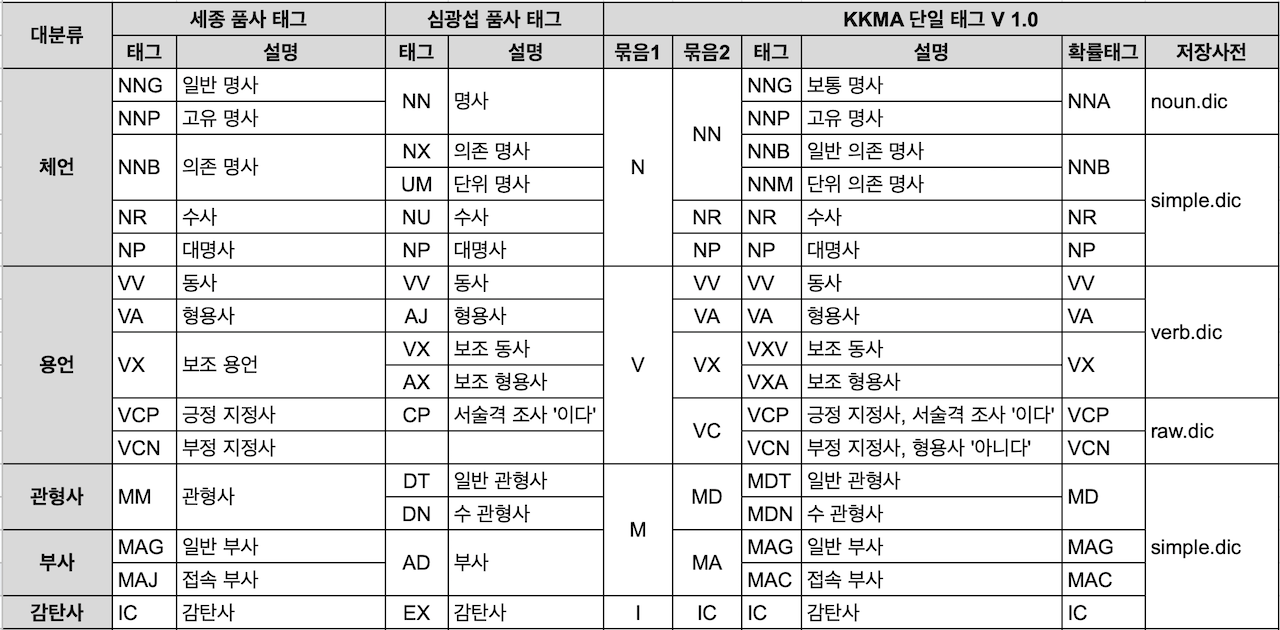 대분류 세종 품사 태그 심광섭 품사 태그 KKMA 단일 태그 V 1.0
태그 설명 태그 설명 묶음1 묶음2 태그 설명 확률태그 저장사전
체언 NNG 일반 명사 NN 명사 N NN NNG 보통 명사 NNA noun.dic
NNP 고유 명사 NNP 고유 명사
NNB 의존 명사 NX 의존 명사 NNB 일반 의존 명사 NNB simple.dic
UM 단위 명사 NNM 단위 의존 명사
NR 수사 NU 수사 NR NR 수사 NR
NP 대명사 NP 대명사 NP NP 대명사 NP
용언 VV 동사 VV 동사 V VV VV 동사 VV verb.dic
VA 형용사 AJ 형용사 VA VA 형용사 VA
VX 보조 용언 VX 보조 동사 VX VXV 보조 동사 VX
AX 보조 형용사 VXA 보조 형용사
VCP 긍정 지정사 CP 서술격 조사 '이다' VC VCP 긍정 지정사, 서술격 조사 '이다' VCP raw.dic
VCN 부정 지정사 VCN 부정 지정사, 형용사 '아니다' VCN
관형사 MM 관형사 DT 일반 관형사 M MD MDT 일반 관형사 MD simple.dic
DN 수 관형사 MDN 수 관형사
부사 MAG 일반 부사 AD 부사 MA MAG 일반 부사 MAG
MAJ 접속 부사 MAC 접속 부사 MAC
감탄사 IC 감탄사 EX 감탄사 I IC IC 감탄사 IC